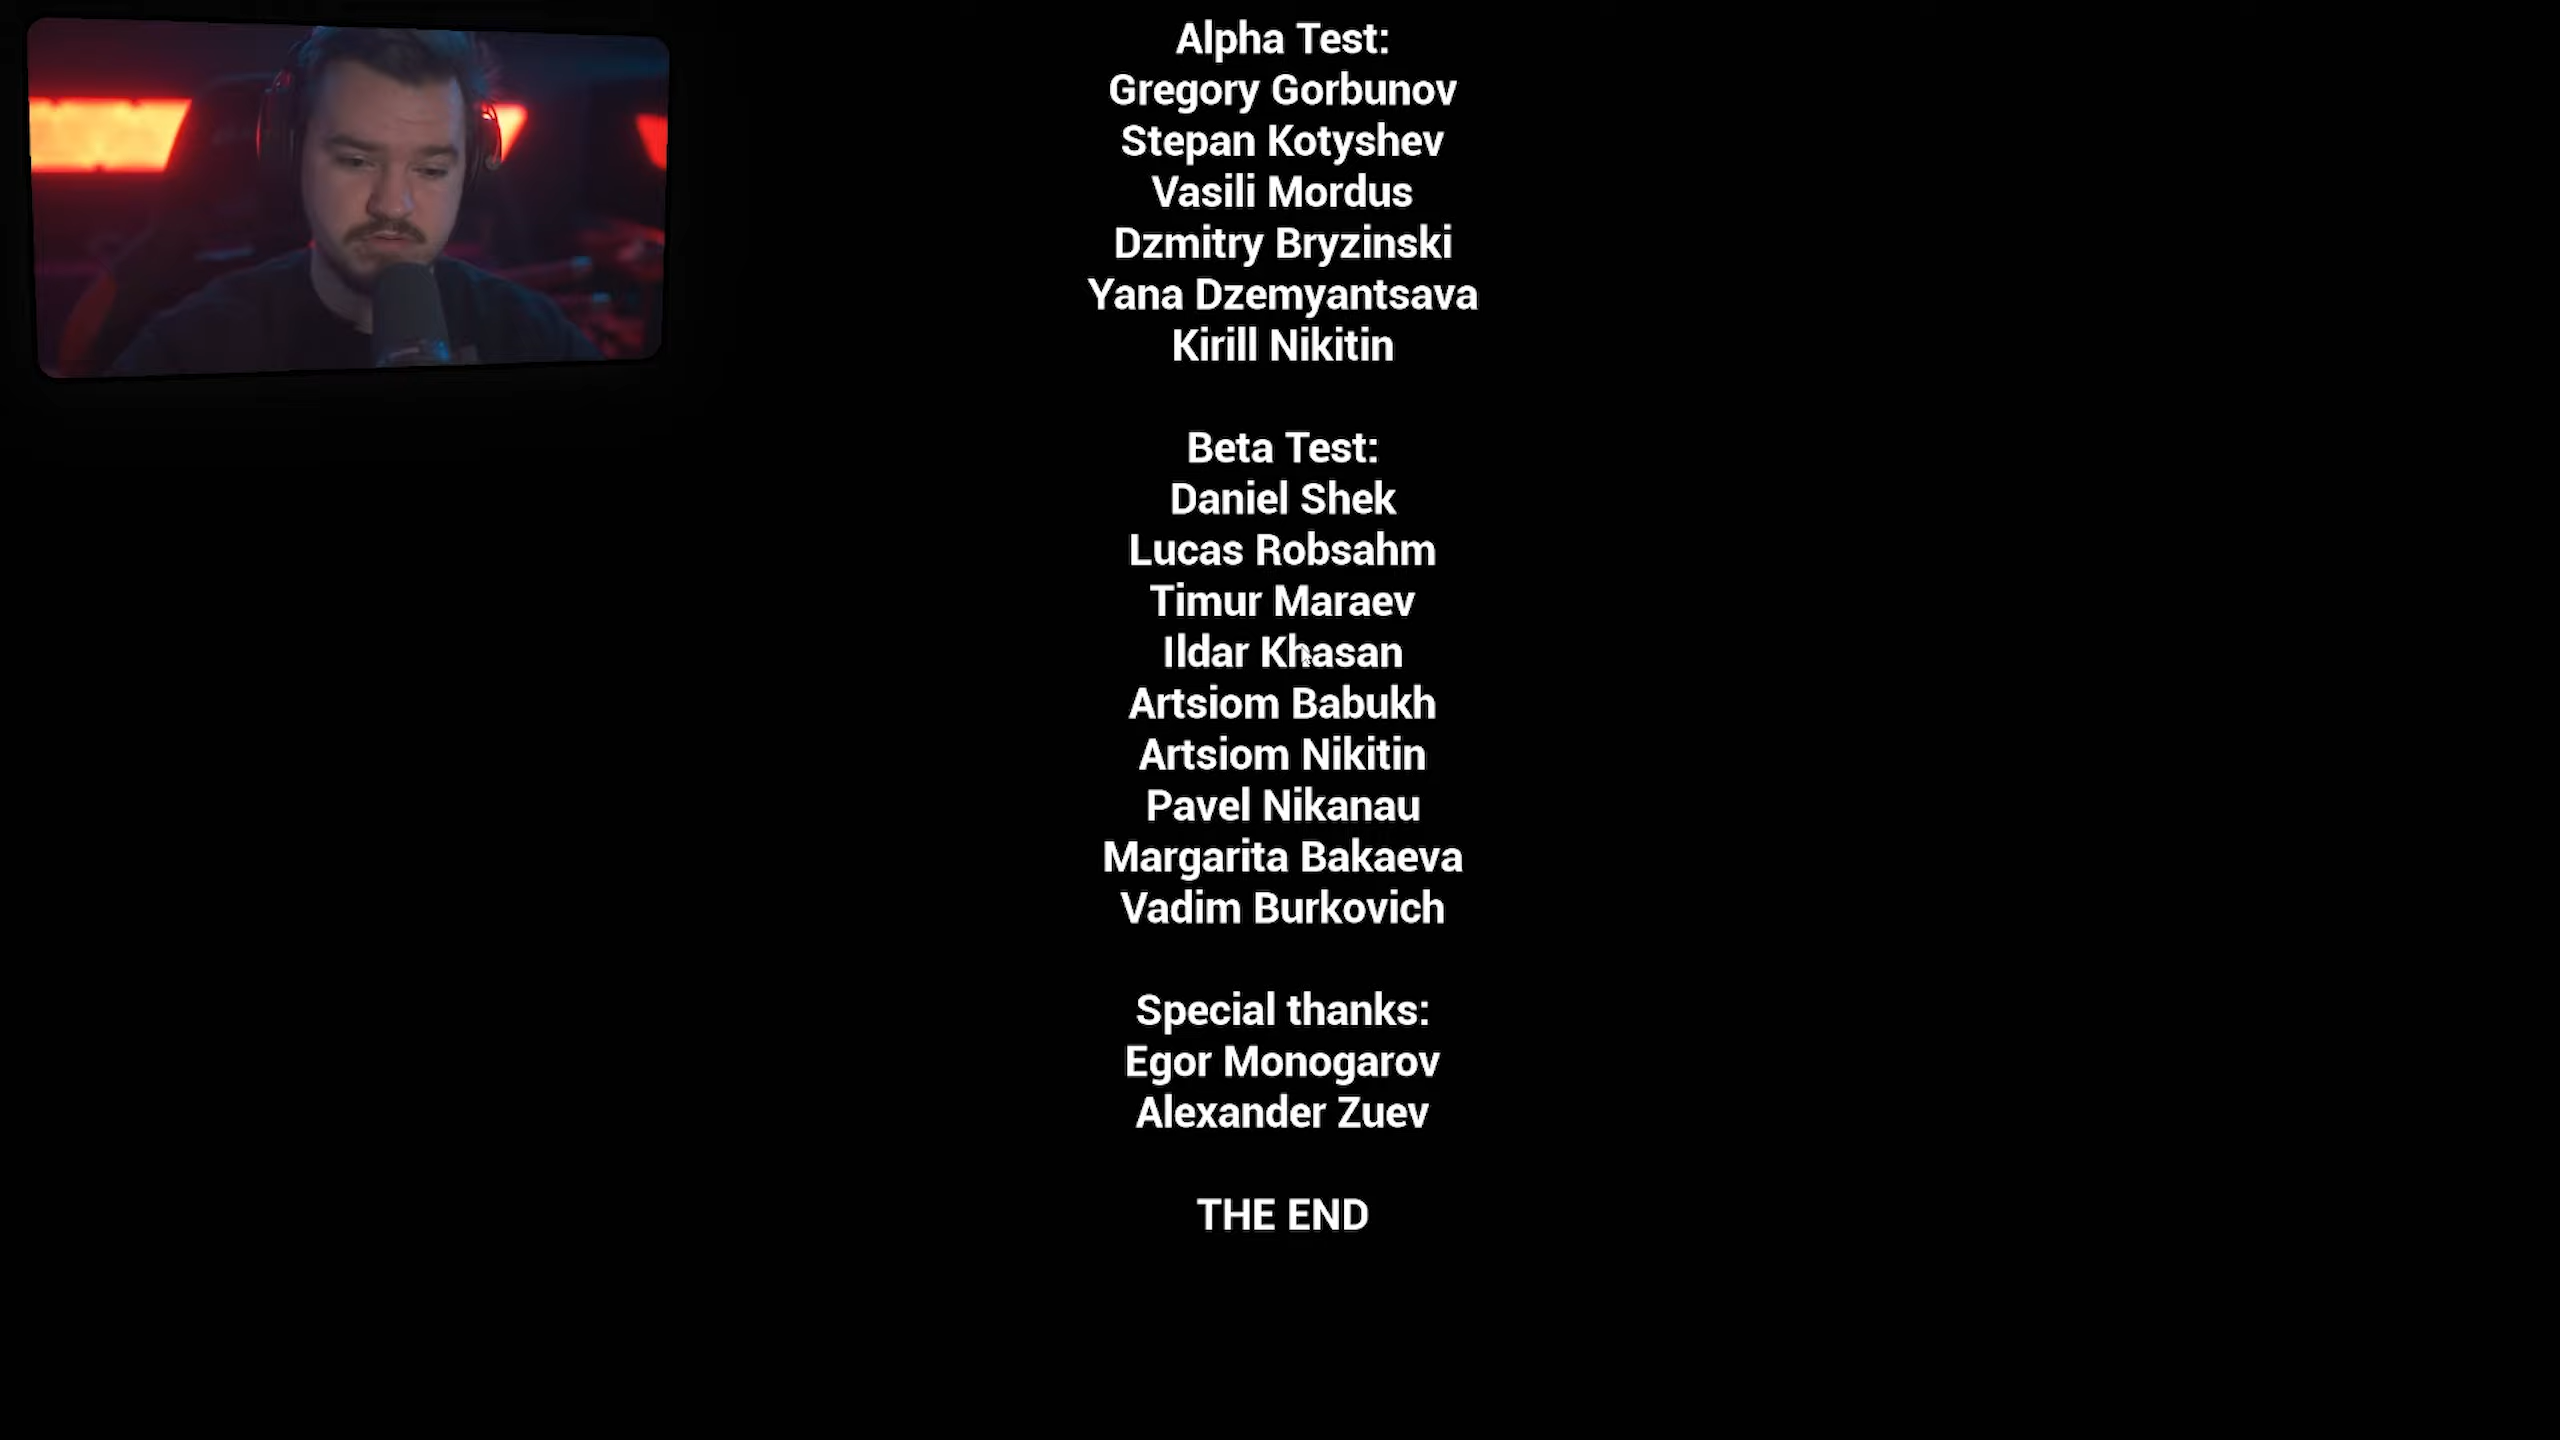 Alpha Test:
Gregory Gorbunov
Stepan Kotyshev
Vasili Mordus
Dzmitry Bryzinski
Yana Dzemyantsava
Kirill Nikitin
Beta Test:
Daniel Shek
Lucas Robsahm
Timur Maraev
Ildar Khasan
Artsiom Babukh
Artsiom Nikitin
Pavel Nikanau
Margarita Bakaeva
Vadim Burkovich
Special thanks:
Egor Monogarov
Alexander Zuev
THE END